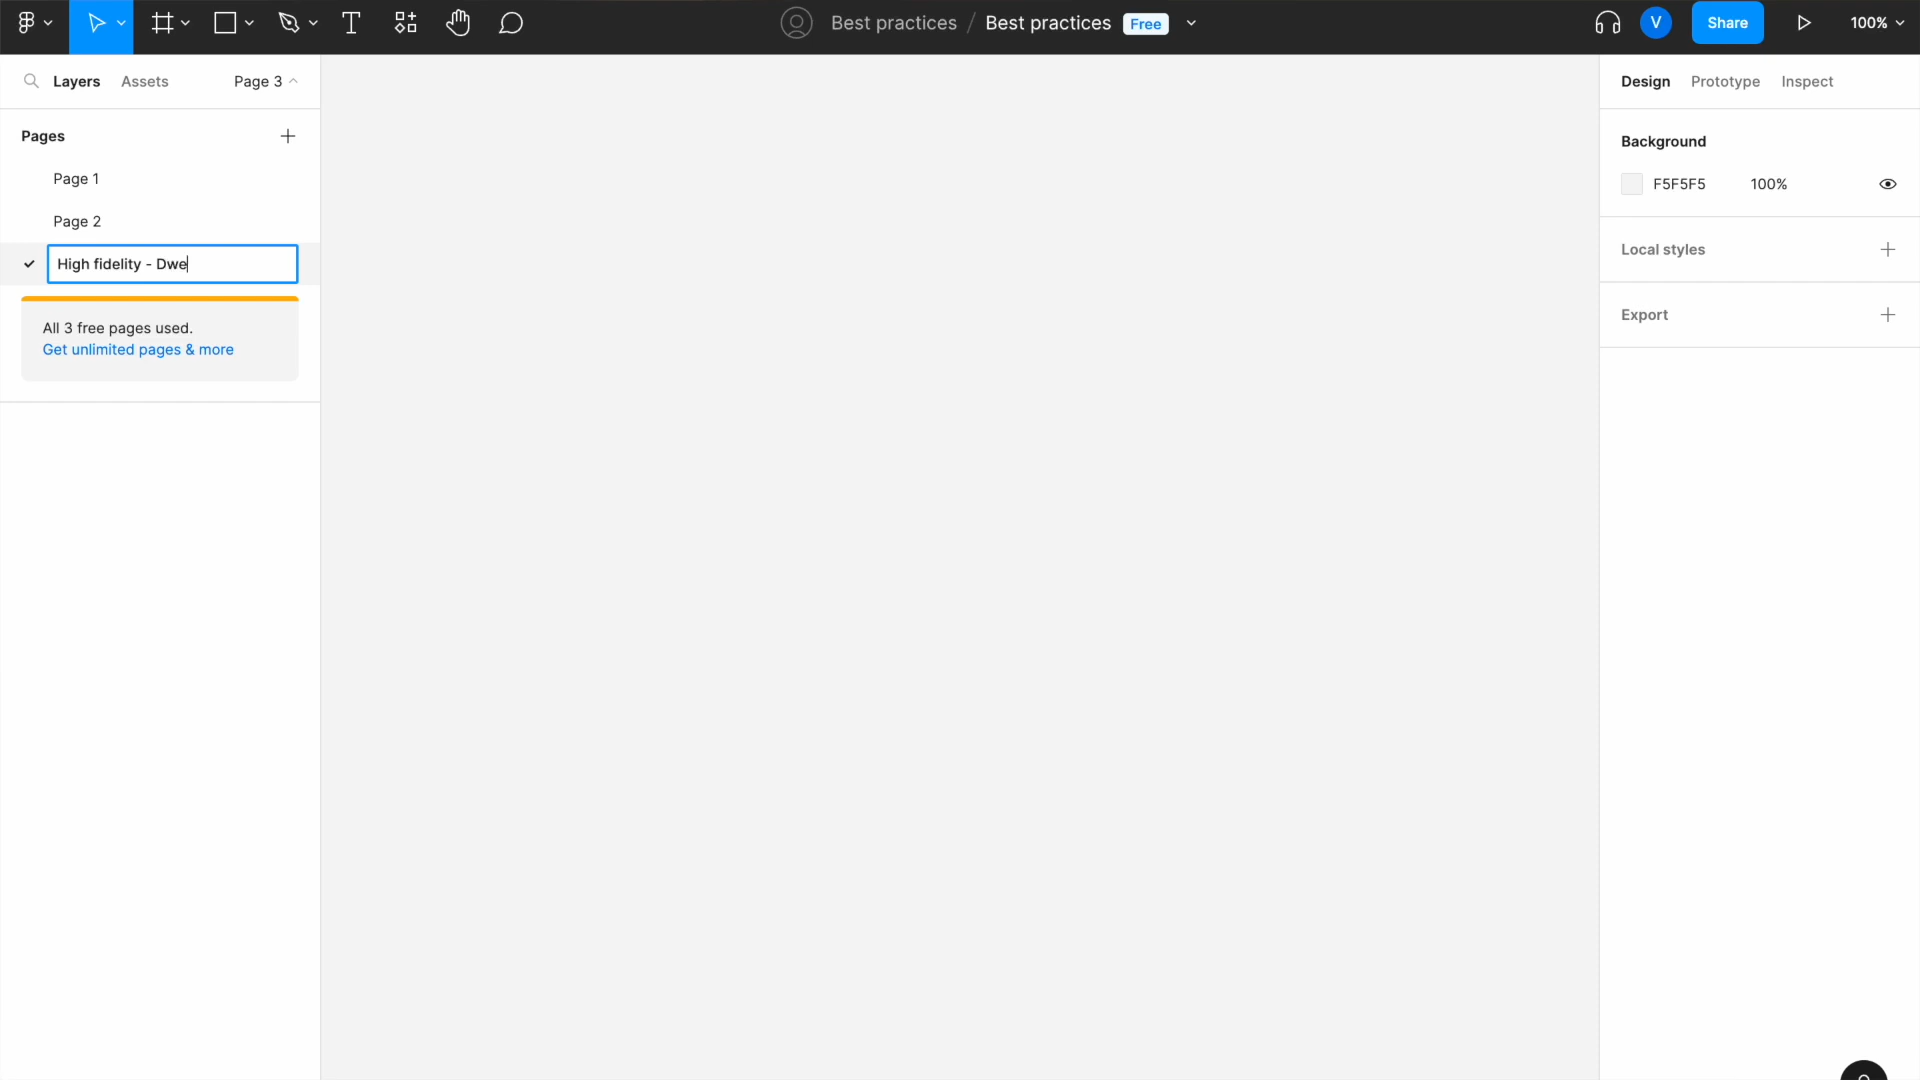 Best practices / Best practices Free
V
Share
100%
Layers Assets Page 3
Design Prototype Inspect
Pages
Background
Page 1
F5F5F5 100%
Page 2
Local styles
High fidelity - Dwe
Export
All 3 free pages used.
Get unlimited pages & more